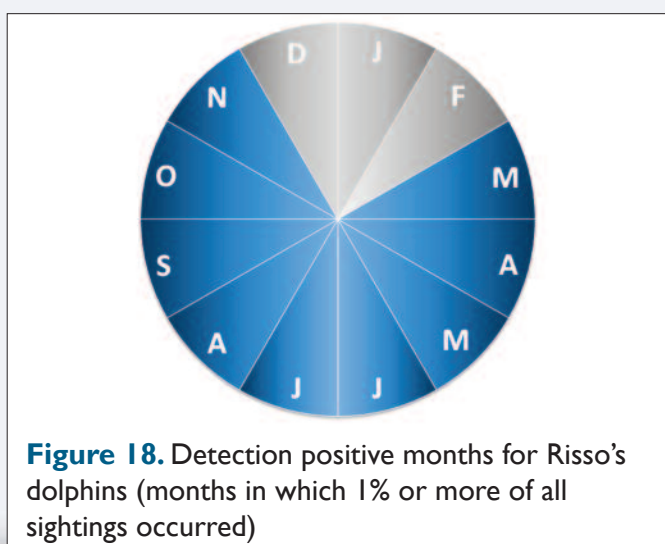 D J
N F
O M
S A
A M
J J
Figure 18. Detection positive months for Risso's
dolphins (months in which 1% or more of all
sightings occurred)